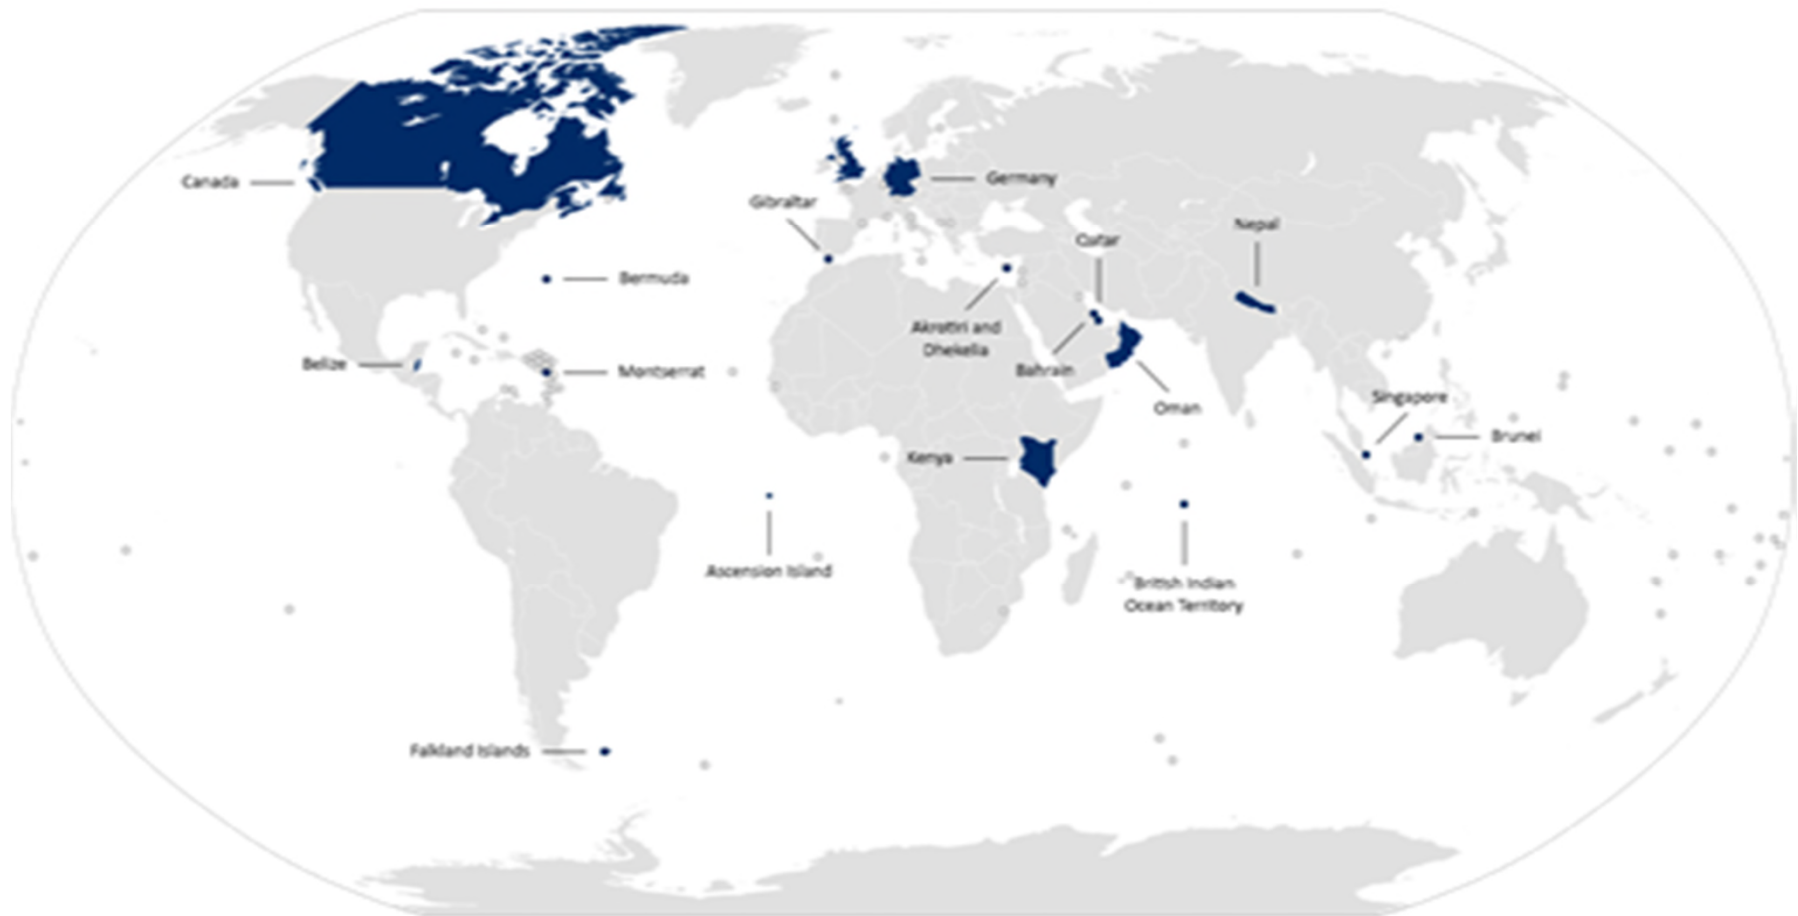 Canada
Germany
Gibraltar
Nepal
Qatar
Bermuda
Akrotiri and
Dhekelia
Belize
Montserrat
Bahrain
Oman
Singapore
Brunei
Kenya
Ascension Island
British Indian
Ocean Territory
Falkland Islands